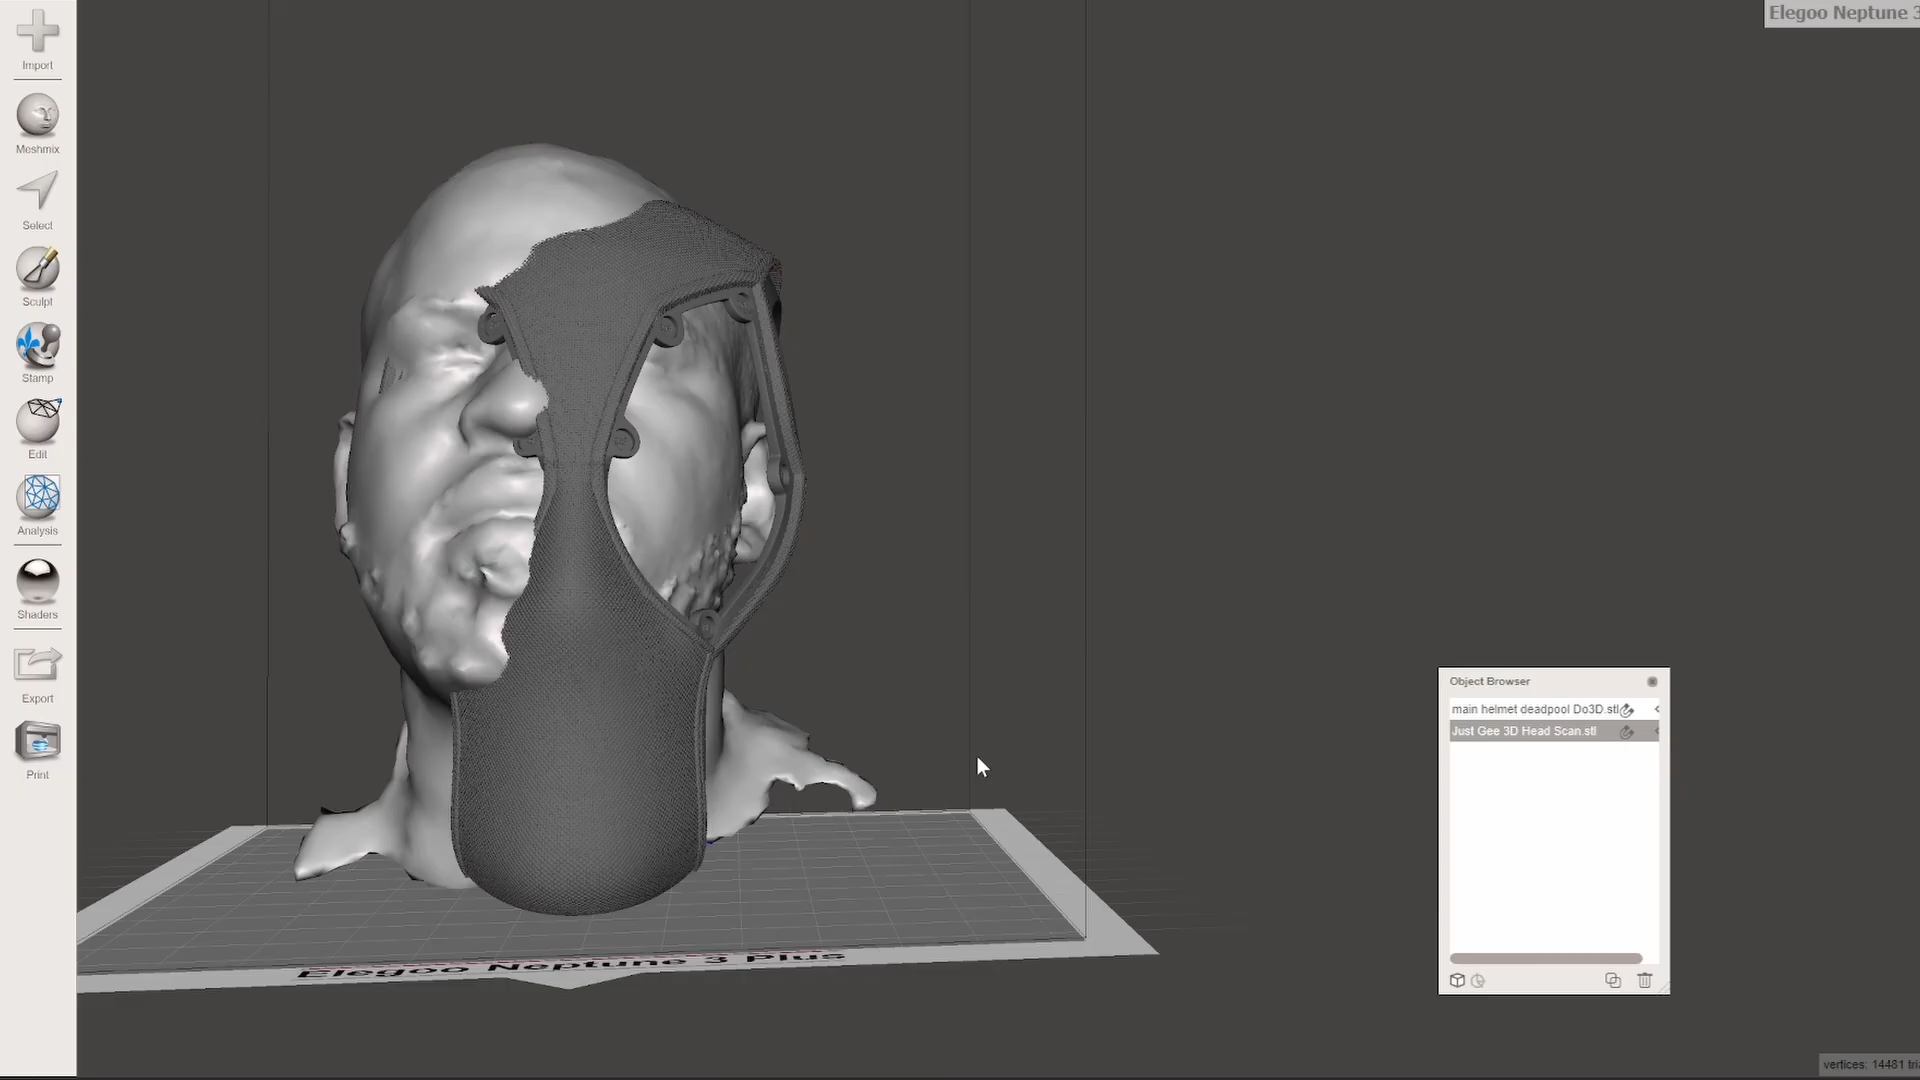 Elegoo Neptune 3
Import
Meshmix
Select
Sculpt
Stamp
Edit
Analysis
Shaders
Export
Print
Elegoo Neptune 3 Plus
Object Browser
main helmet deadpool Do3D.stl
Just Gee 3D Head Scan.stl
vertices: 14481 tri